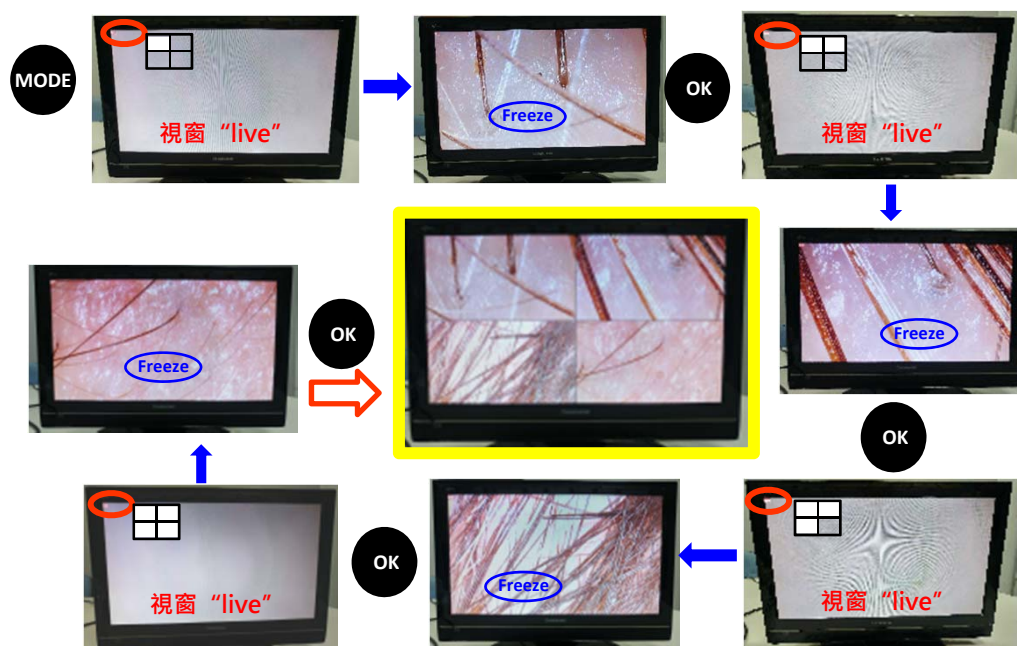 MODE
視窗“live”
Freeze
OK
視窗“live”
Freeze
OK
Freeze
OK
視窗“live”
OK
Freeze
視窗“live”